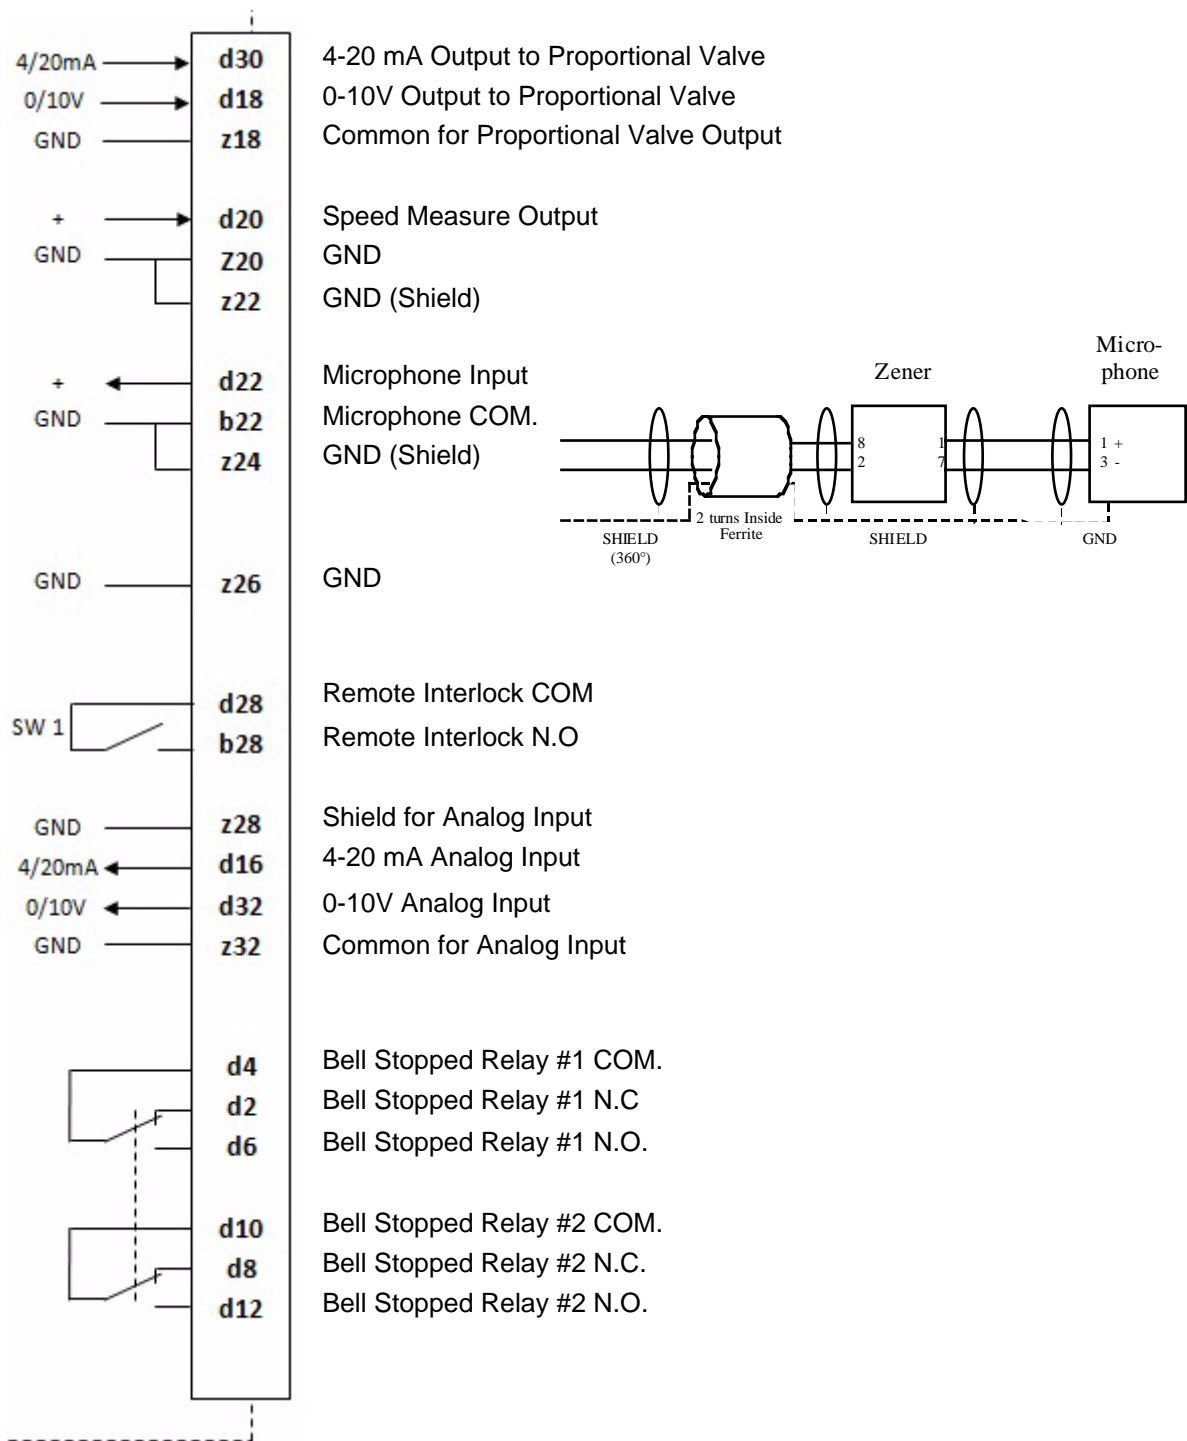 4/20mA d30 4-20 mA Output to Proportional Valve
0/10V d18 0-10V Output to Proportional Valve
GND z18 Common for Proportional Valve Output
+ d20 Speed Measure Output
GND Z20 GND
z22 GND (Shield)
+ d22 Microphone Input
GND b22 Microphone COM.
z24 GND (Shield)
Zener
Micro-
phone
8 1 1 +
2 7 3 -
2 turns Inside
Ferrite
SHIELD
(360°)
SHIELD
GND
GND z26 GND
d28 Remote Interlock COM
SW 1
b28 Remote Interlock N.O
GND z28 Shield for Analog Input
4/20mA d16 4-20 mA Analog Input
0/10V d32 0-10V Analog Input
GND z32 Common for Analog Input
d4 Bell Stopped Relay #1 COM.
d2 Bell Stopped Relay #1 N.C
d6 Bell Stopped Relay #1 N.O.
d10 Bell Stopped Relay #2 COM.
d8 Bell Stopped Relay #2 N.C.
d12 Bell Stopped Relay #2 N.O.